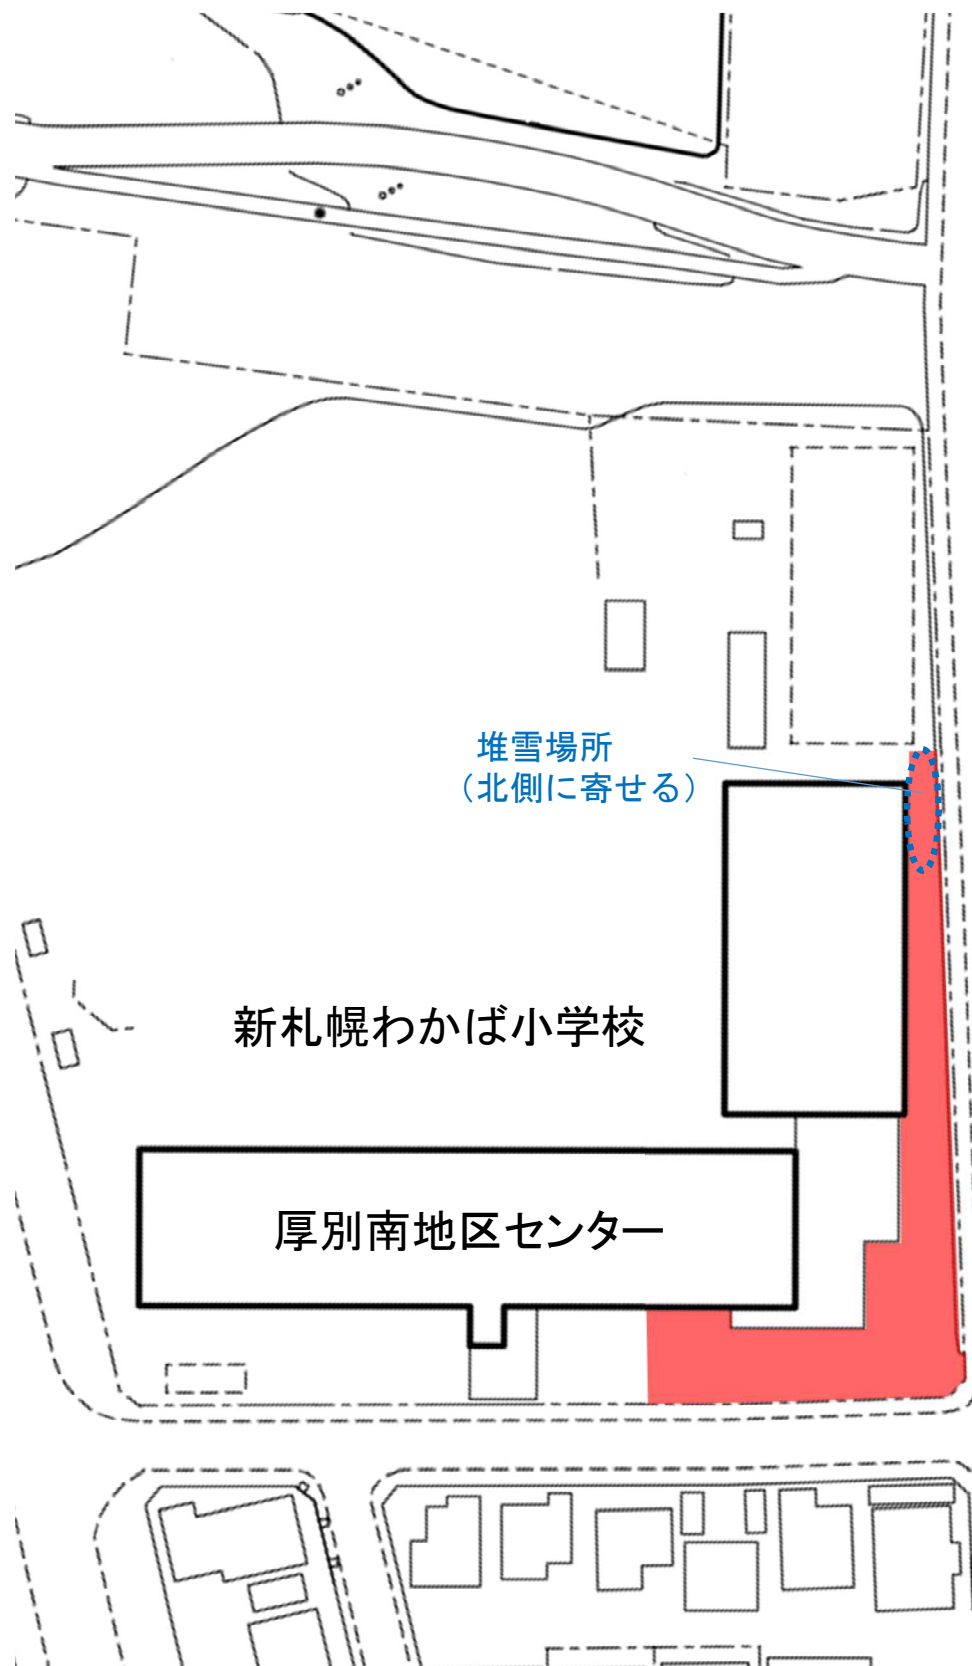 堆雪場所
（北側に寄せる）
新札幌わかば小学校
厚別南地区センター